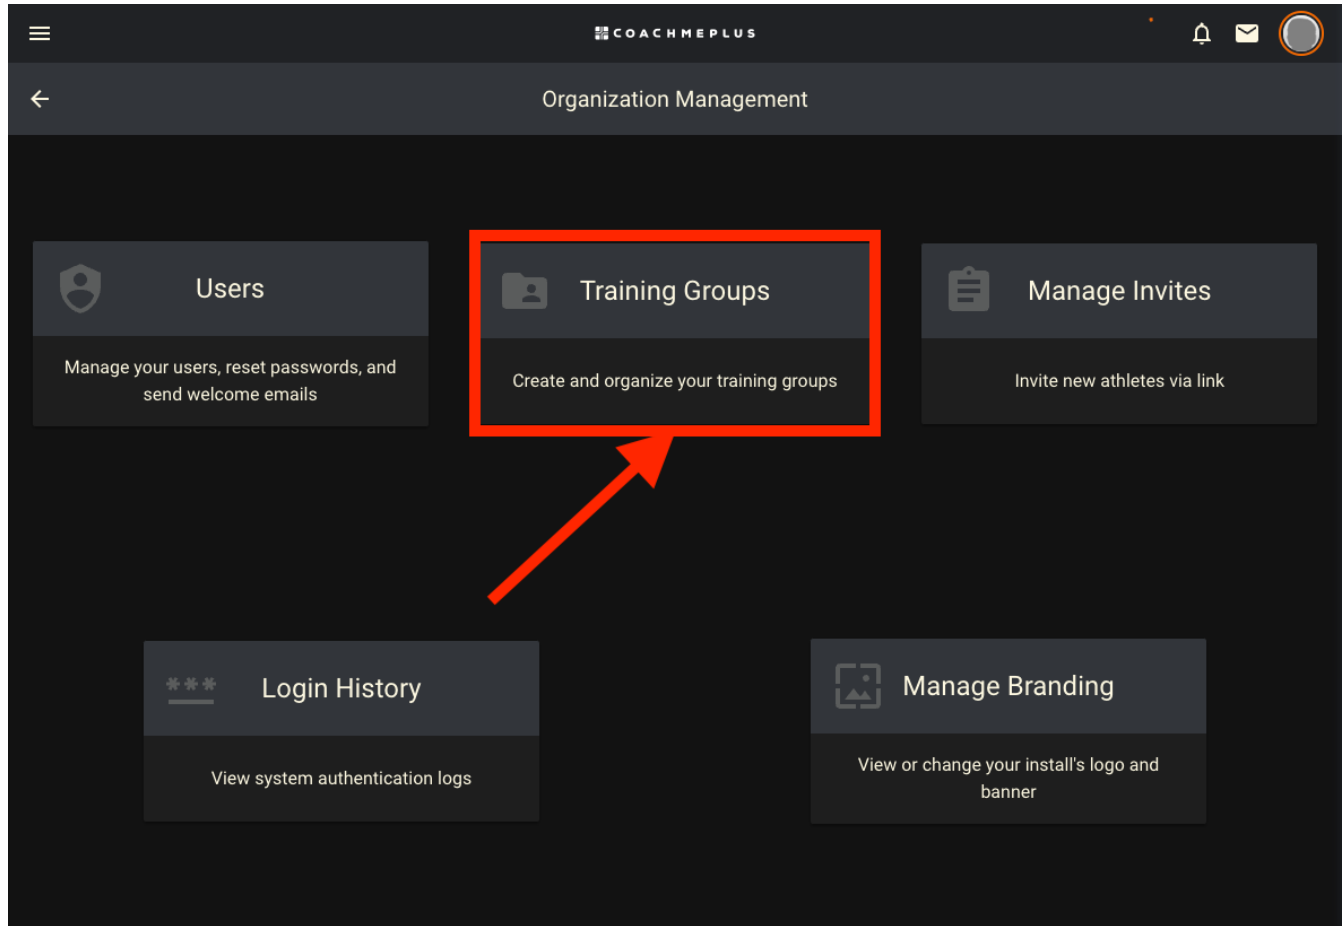 COACHMEPLUS
Organization Management
Users
Manage your users, reset passwords, and
send welcome emails
Training Groups
Create and organize your training groups
Manage Invites
Invite new athletes via link
*** Login History
View system authentication logs
Manage Branding
View or change your install's logo and
banner